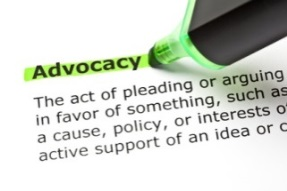 Advocacy
The act of pleading or arguing
in favor of something, such as
a cause, policy, or interests
active support of an idea or